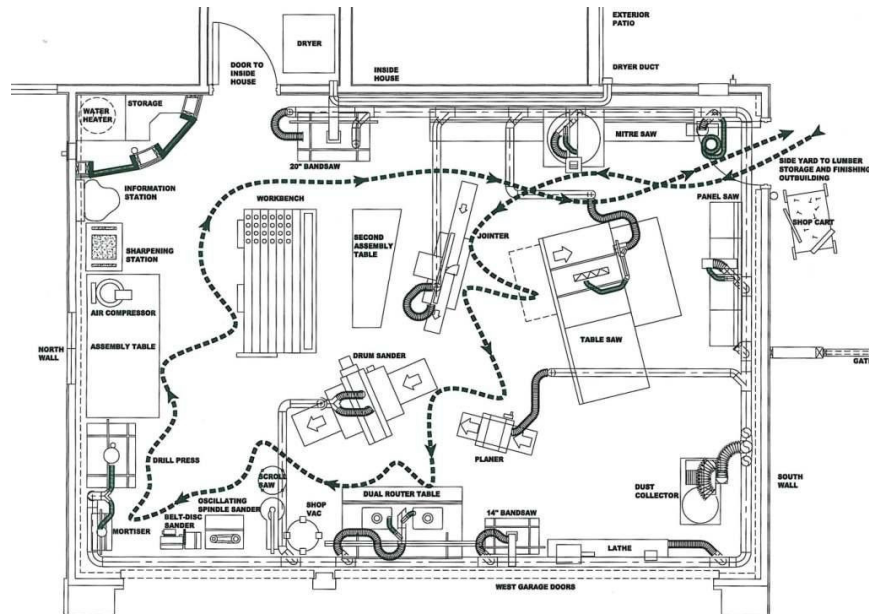 EXTERIOR
PATIO
DOOR TO
INSIDE
HOUSE
DRYER
INSIDE
HOUSE
DRYER DUCT
WATER
HEATER
STORAGE
MITRE SAW
20" BANDSAW
SIDE YARD TO LUMBER
STORAGE AND FINISHING
OUTBUILDING
INFORMATION
STATION
WORKBENCH
PANEL SAW
SHOP CART
SECOND
ASSEMBLY
TABLE
JOINTER
SHARPENING
STATION
AIR COMPRESSOR
NORTH
WALL
ASSEMBLY TABLE
TABLE SAW
DRUM SANDER
GATE
DRILL PRESS
PLANER
SCROLL
SAW
DUST
COLLECTOR
SOUTH
WALL
OSCILLATING
SPINDLE SANDER
SHOP
VAC
DUAL ROUTER TABLE
BELT-DISC
SANDER
14" BANDSAW
MORTISER
LATHE
WEST GARAGE DOORS